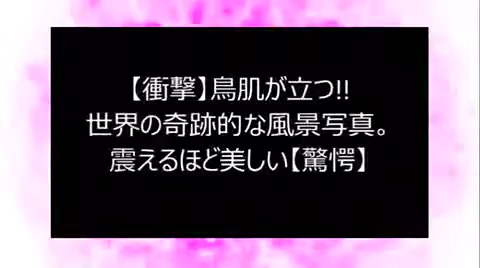 【衝撃】鳥肌が立つ!!
世界の奇跡的な風景写真。
震えるほど美しい【驚愕】